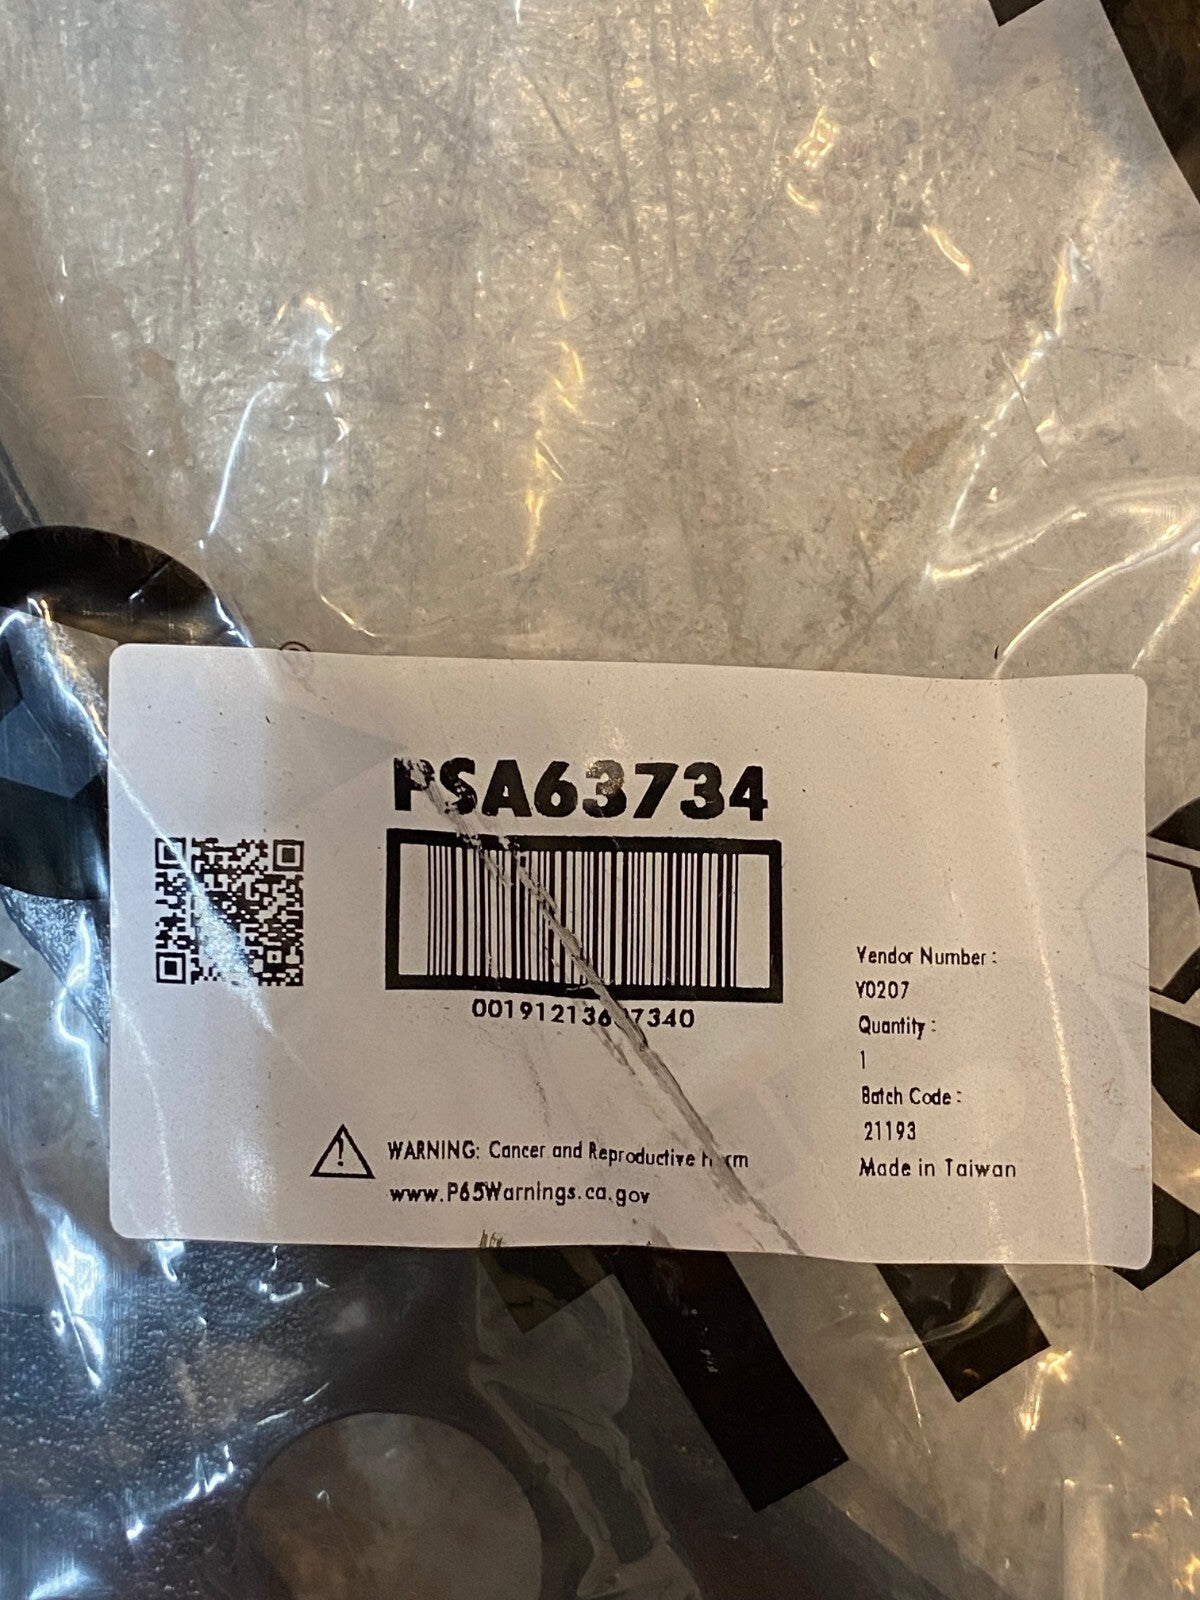 ®
PSA63734
Vendor Number :
Y0207
Quantity :
1
Batch Code :
21193
Made in Taiwan
WARNING: Cancer and Reproductive Harm
www.P65Warnings.ca.gov